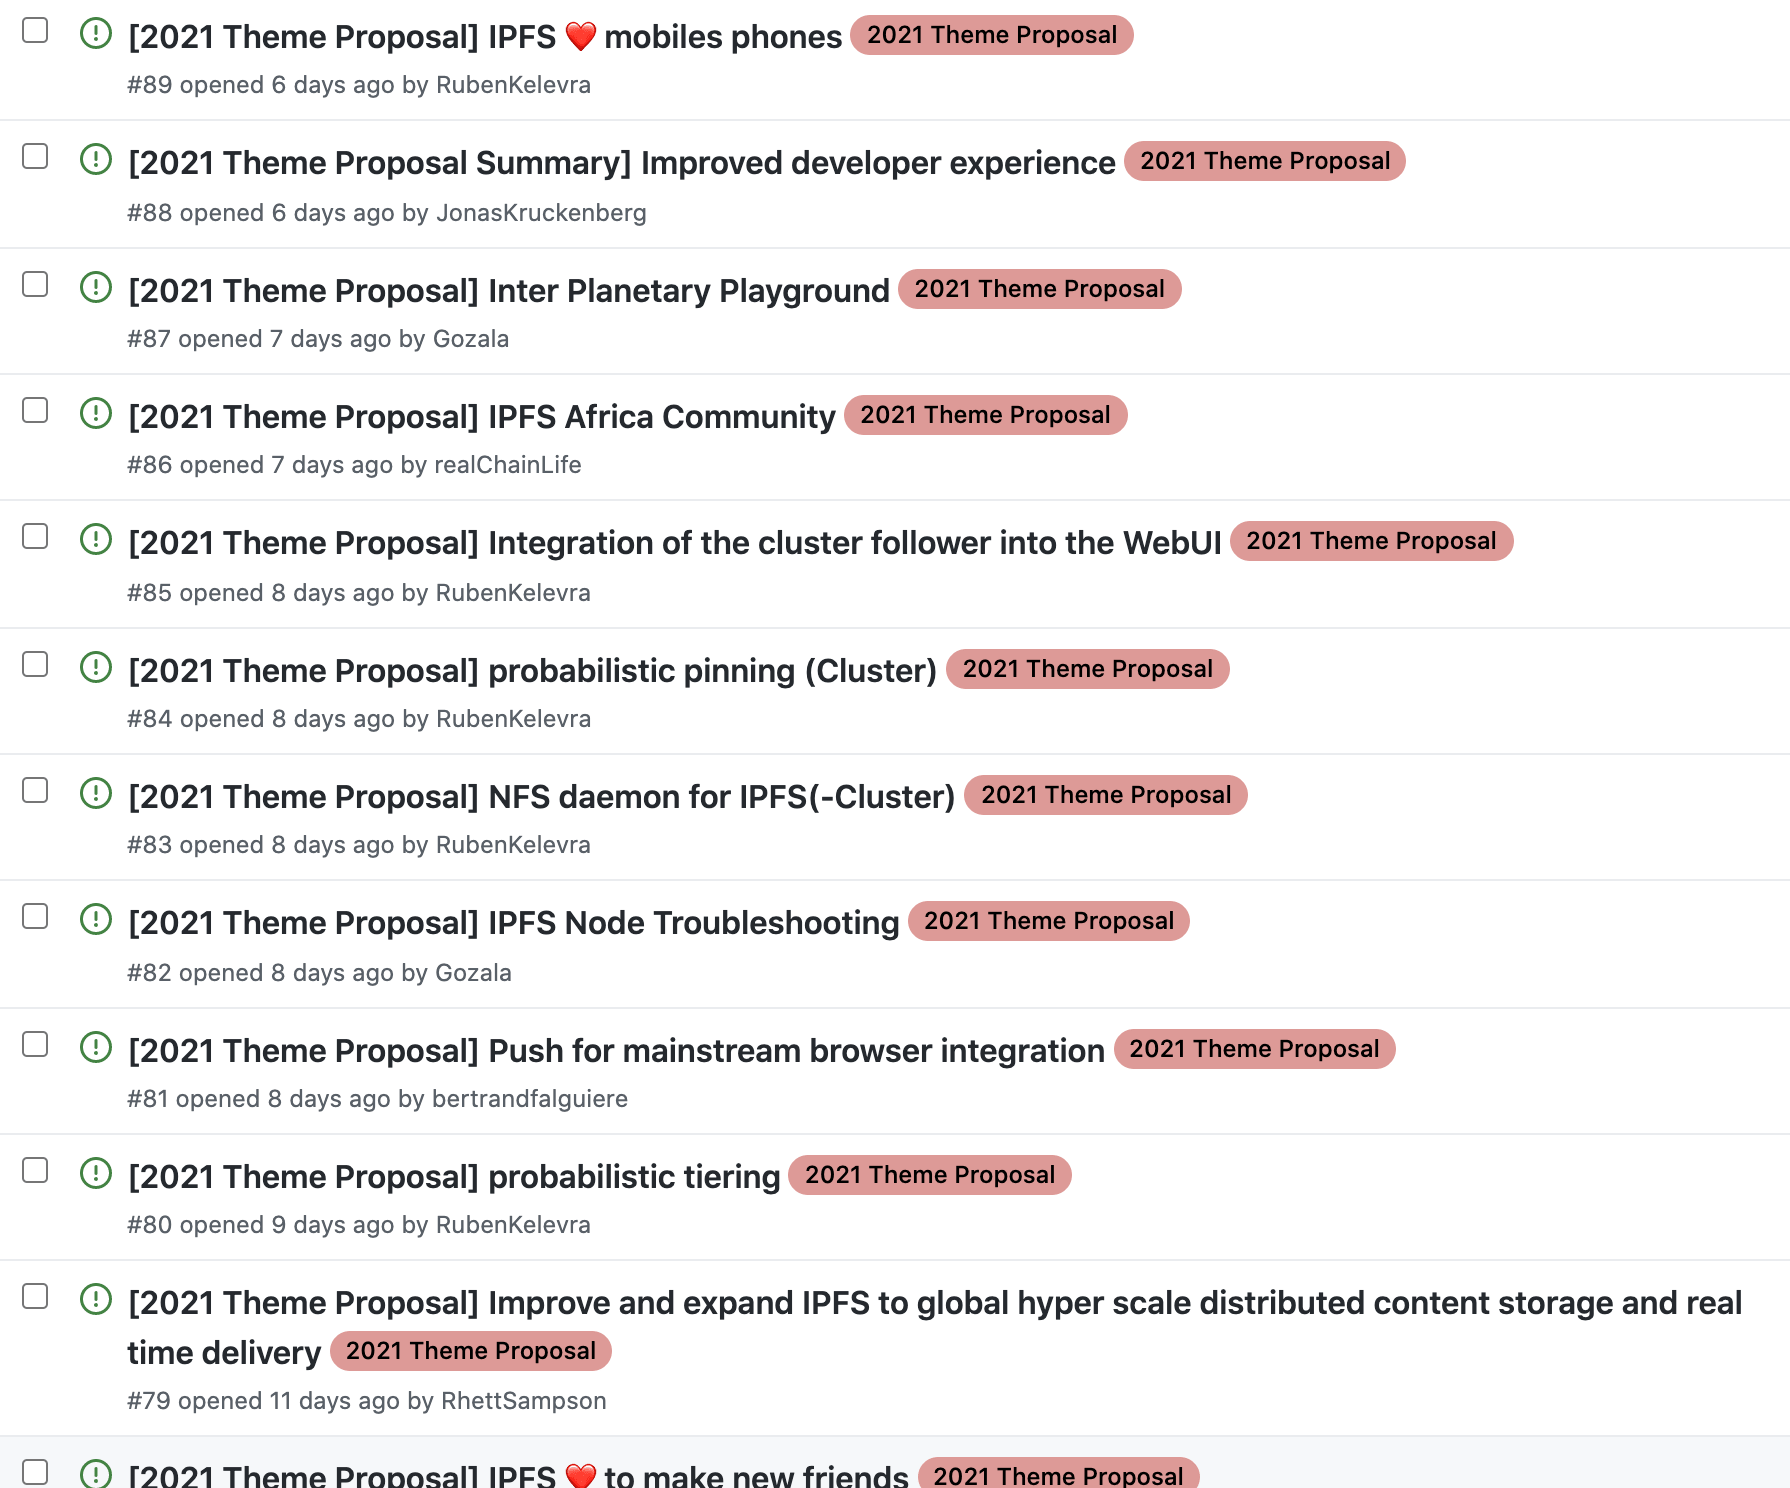 [2021 Theme Proposal] IPFS ❤️ mobiles phones 2021 Theme Proposal
#89 opened 6 days ago by RubenKelevra
[2021 Theme Proposal Summary] Improved developer experience 2021 Theme Proposal
#88 opened 6 days ago by JonasKruckenberg
[2021 Theme Proposal] Inter Planetary Playground 2021 Theme Proposal
#87 opened 7 days ago by Gozala
[2021 Theme Proposal] IPFS Africa Community 2021 Theme Proposal
#86 opened 7 days ago by realChainLife
[2021 Theme Proposal] Integration of the cluster follower into the WebUI 2021 Theme Proposal
#85 opened 8 days ago by RubenKelevra
[2021 Theme Proposal] probabilistic pinning (Cluster) 2021 Theme Proposal
#84 opened 8 days ago by RubenKelevra
[2021 Theme Proposal] NFS daemon for IPFS(-Cluster) 2021 Theme Proposal
#83 opened 8 days ago by RubenKelevra
[2021 Theme Proposal] IPFS Node Troubleshooting 2021 Theme Proposal
#82 opened 8 days ago by Gozala
[2021 Theme Proposal] Push for mainstream browser integration 2021 Theme Proposal
#81 opened 8 days ago by bertrandfalguiere
[2021 Theme Proposal] probabilistic tiering 2021 Theme Proposal
#80 opened 9 days ago by RubenKelevra
[2021 Theme Proposal] Improve and expand IPFS to global hyper scale distributed content storage and real
time delivery 2021 Theme Proposal
#79 opened 11 days ago by RhettSampson
[2021 Theme Proposal] IPFS ❤️ to make new friends 2021 Theme Proposal